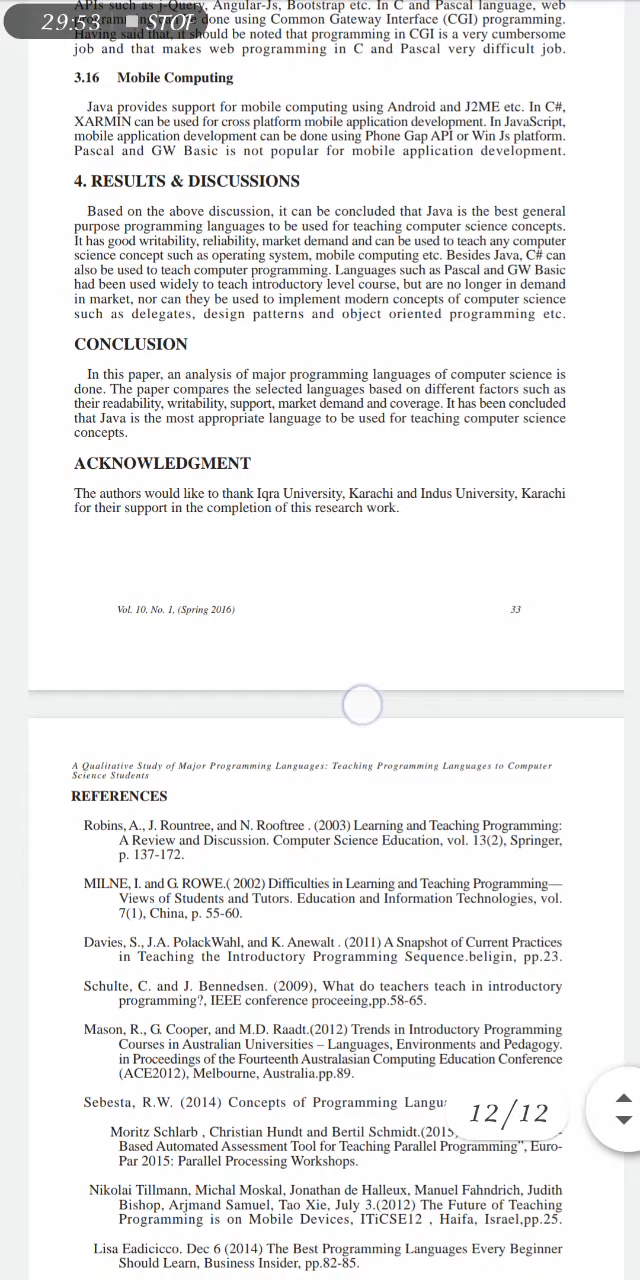 APIs such as j-Query, Angular-Js, Bootstrap etc. In C and Pascal language, web
done using Common Gateway Interface (CGI) programming.
Having said that, it should be noted that programming in CGI is a very cumbersome
job and that makes web programming in C and Pascal very difficult job.
29:53 STOP
3.16 Mobile Computing
Java provides support for mobile computing using Android and J2ME etc. In C#,
XARMIN can be used for cross platform mobile application development. In JavaScript,
mobile application development can be done using Phone Gap API or Win Js platform.
Pascal and GW Basic is not popular for mobile application development.
4. RESULTS & DISCUSSIONS
Based on the above discussion, it can be concluded that Java is the best general
purpose programming languages to be used for teaching computer science concepts.
It has good writability, reliability, market demand and can be used to teach any computer
science concept such as operating system, mobile computing etc. Besides Java, C# can
also be used to teach computer programming. Languages such as Pascal and GW Basic
had been used widely to teach introductory level course, but are no longer in demand
in market, nor can they be used to implement modern concepts of computer science
such as delegates, design patterns and object oriented programming etc.
CONCLUSION
In this paper, an analysis of major programming languages of computer science is
done. The paper compares the selected languages based on different factors such as
their readability, writability, support, market demand and coverage. It has been concluded
that Java is the most appropriate language to be used for teaching computer science
concepts.
ACKNOWLEDGMENT
The authors would like to thank Iqra University, Karachi and Indus University, Karachi
for their support in the completion of this research work.
Vol. 10, No. 1, (Spring 2016) 33
A Qualitative Study of Major Programming Languages: Teaching Programming Languages to Computer
Science Students
REFERENCES
Robins, A., J. Rountree, and N. Rooftree . (2003) Learning and Teaching Programming:
A Review and Discussion. Computer Science Education, vol. 13(2), Springer,
p. 137-172.
MILNE, I. and G. ROWE.( 2002) Difficulties in Learning and Teaching Programming—
Views of Students and Tutors. Education and Information Technologies, vol.
7(1), China, p. 55-60.
Davies, S., J.A. PolackWahl, and K. Anewalt . (2011) A Snapshot of Current Practices
in Teaching the Introductory Programming Sequence.beligin, pp.23.
Schulte, C. and J. Bennedsen. (2009), What do teachers teach in introductory
programming?, IEEE conference proceeing,pp.58-65.
Mason, R., G. Cooper, and M.D. Raadt.(2012) Trends in Introductory Programming
Courses in Australian Universities – Languages, Environments and Pedagogy.
in Proceedings of the Fourteenth Australasian Computing Education Conference
(ACE2012), Melbourne, Australia.pp.89.
Sebesta, R.W. (2014) Concepts of Programming
12/12
Moritz Schlarb , Christian Hundt and Bertil Schmidt.(2015,
Based Automated Assessment Tool for Teaching Parallel Programming", Euro-
Par 2015: Parallel Processing Workshops.
Nikolai Tillmann, Michal Moskal, Jonathan de Halleux, Manuel Fahndrich, Judith
Bishop, Arjmand Samuel, Tao Xie, July 3.(2012) The Future of Teaching
Programming is on Mobile Devices, ITiCSE12 , Haifa, Israel,pp.25.
Lisa Eadicicco. Dec 6 (2014) The Best Programming Languages Every Beginner
Should Learn, Business Insider, pp.82-85.